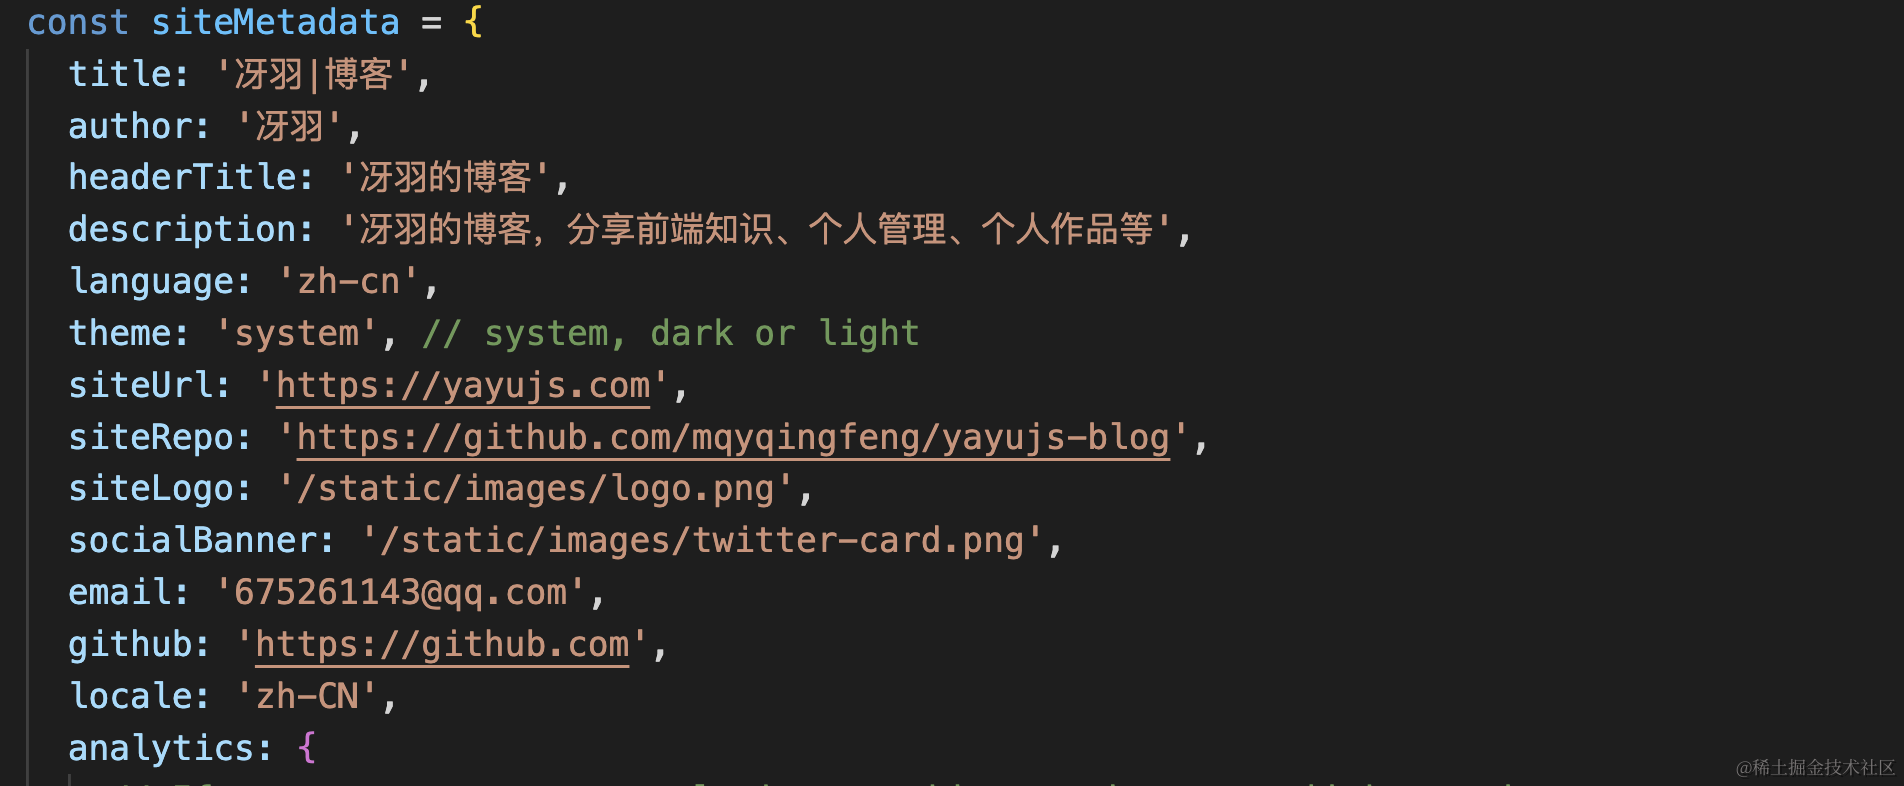 const siteMetadata = {
title: '冴羽|博客',
author: '冴羽',
headerTitle: '冴羽的博客',
description: '冴羽的博客，分享前端知识、个人管理、个人作品等',
language: 'zh-cn',
theme: 'system', // system, dark or light
siteUrl: 'https://yayujs.com',
siteRepo: 'https://github.com/mqyqingfeng/yayujs-blog',
siteLogo: '/static/images/logo.png',
socialBanner: '/static/images/twitter-card.png',
email: '675261143@qq.com',
github: 'https://github.com',
locale: 'zh-CN',
analytics: {
@稀土掘金技术社区